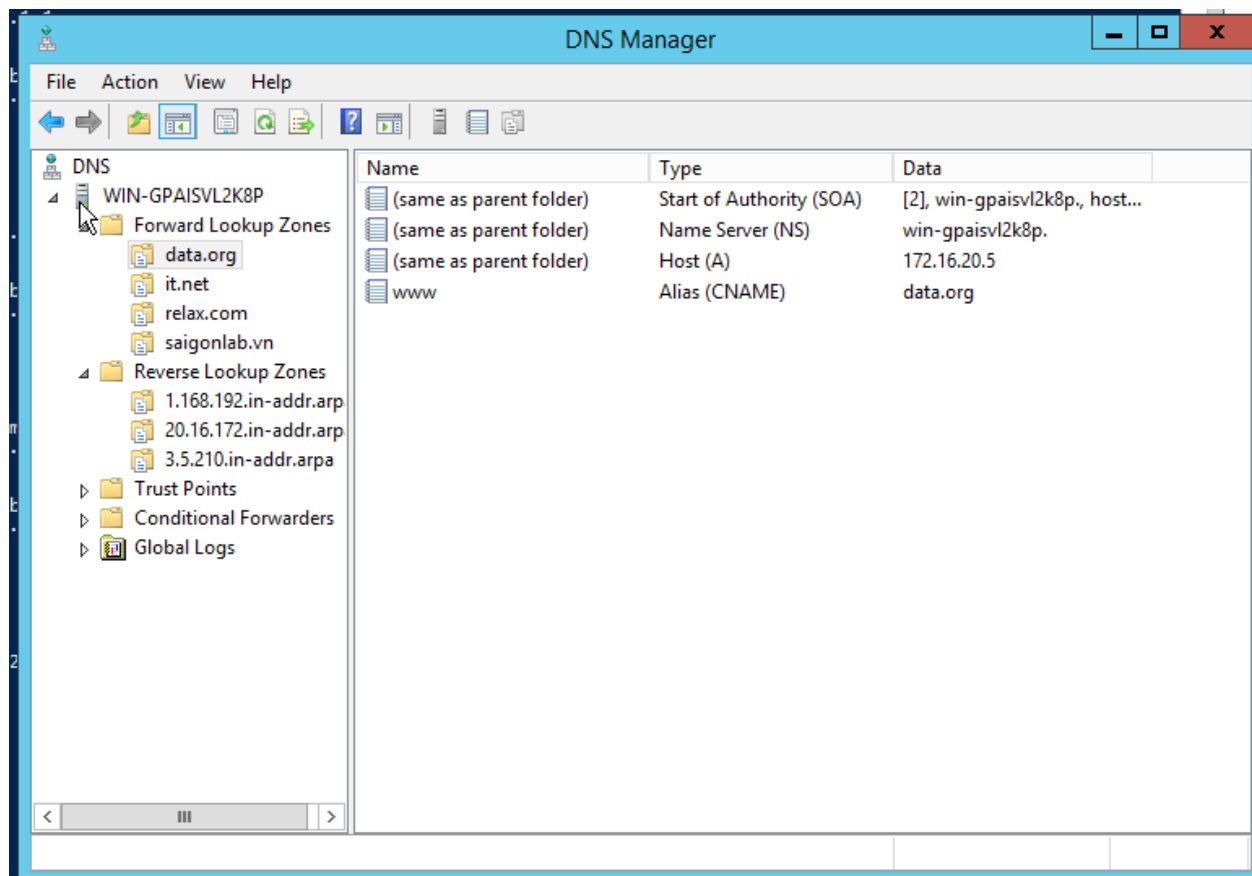 DNS Manager
File Action View Help
DNS
WIN-GPAISVL2K8P
Forward Lookup Zones
data.org
it.net
relax.com
saigonlab.vn
Reverse Lookup Zones
1.168.192.in-addr.arp
20.16.172.in-addr.arp
3.5.210.in-addr.arpa
Trust Points
Conditional Forwarders
Global Logs
Name Type Data
(same as parent folder) Start of Authority (SOA) [2], win-gpaisvl2k8p., host...
(same as parent folder) Name Server (NS) win-gpaisvl2k8p.
(same as parent folder) Host (A) 172.16.20.5
www Alias (CNAME) data.org